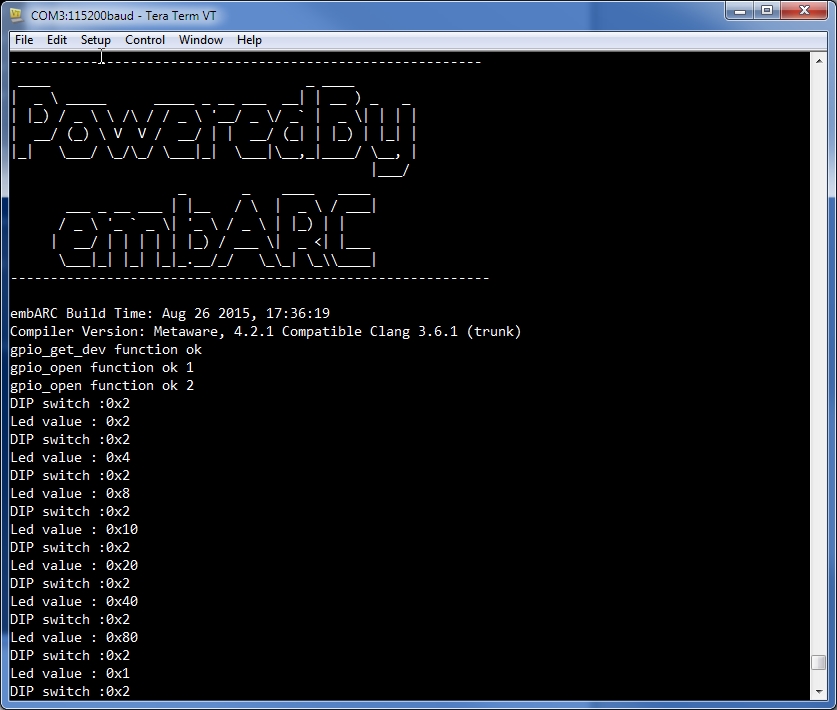 COM3:115200baud - Tera Term VT
File Edit Setup Control Window Help
PoweredBy
embARC
embARC Build Time: Aug 26 2015, 17:36:19
Compiler Version: Metaware, 4.2.1 Compatible Clang 3.6.1 (trunk)
gpio_get_dev function ok
gpio_open function ok 1
gpio_open function ok 2
DIP switch :0x2
Led value : 0x2
DIP switch :0x2
Led value : 0x4
DIP switch :0x2
Led value : 0x8
DIP switch :0x2
Led value : 0x10
DIP switch :0x2
Led value : 0x20
DIP switch :0x2
Led value : 0x40
DIP switch :0x2
Led value : 0x80
DIP switch :0x2
Led value : 0x1
DIP switch :0x2